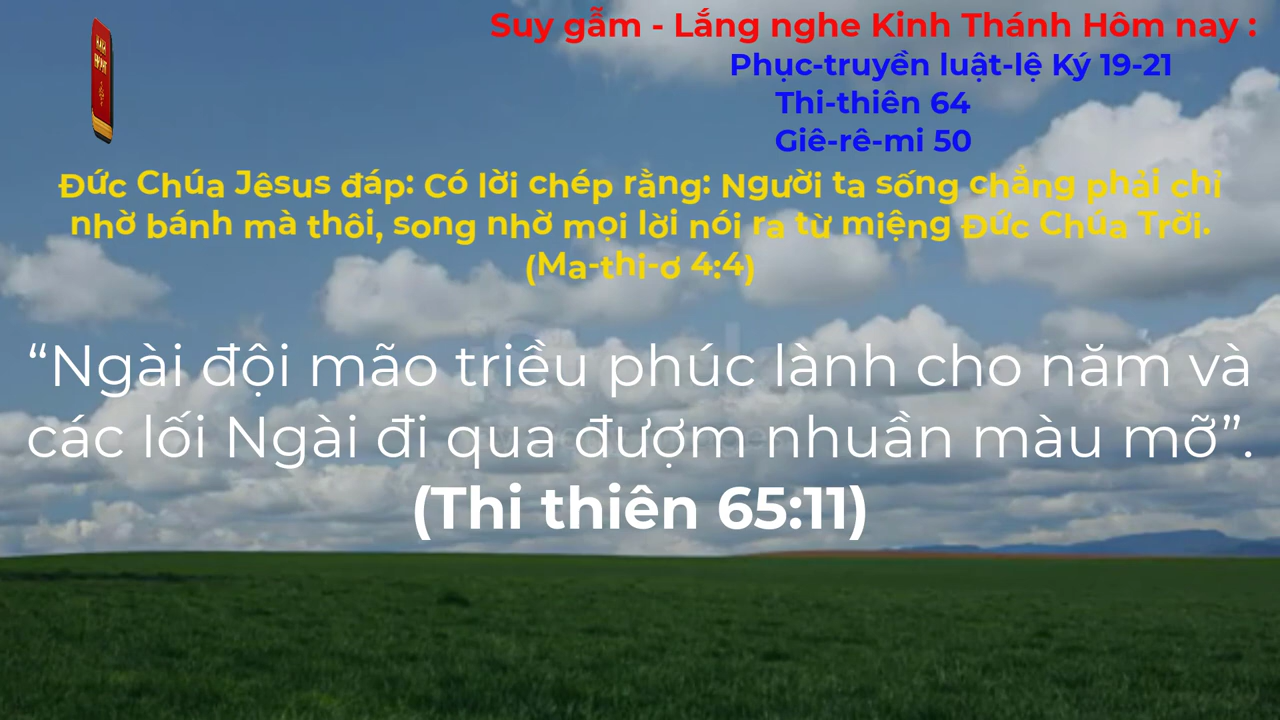 Suy gẫm - Lắng nghe Kinh Thánh Hôm nay :
Phục-truyền luật-lệ Ký 19-21
Thi-thiên 64
Giê-rê-mi 50
Đức Chúa Jêsus đáp: Có lời chép rằng: Người ta sống chẳng phải chỉ
nhờ bánh mà thôi, song nhờ mọi lời nói ra từ miệng Đức Chúa Trời.
(Ma-thi-ơ 4:4)
“Ngài đội mão triều phúc lành cho năm và
các lối Ngài đi qua đượm nhuần màu mỡ”.
(Thi thiên 65:11)